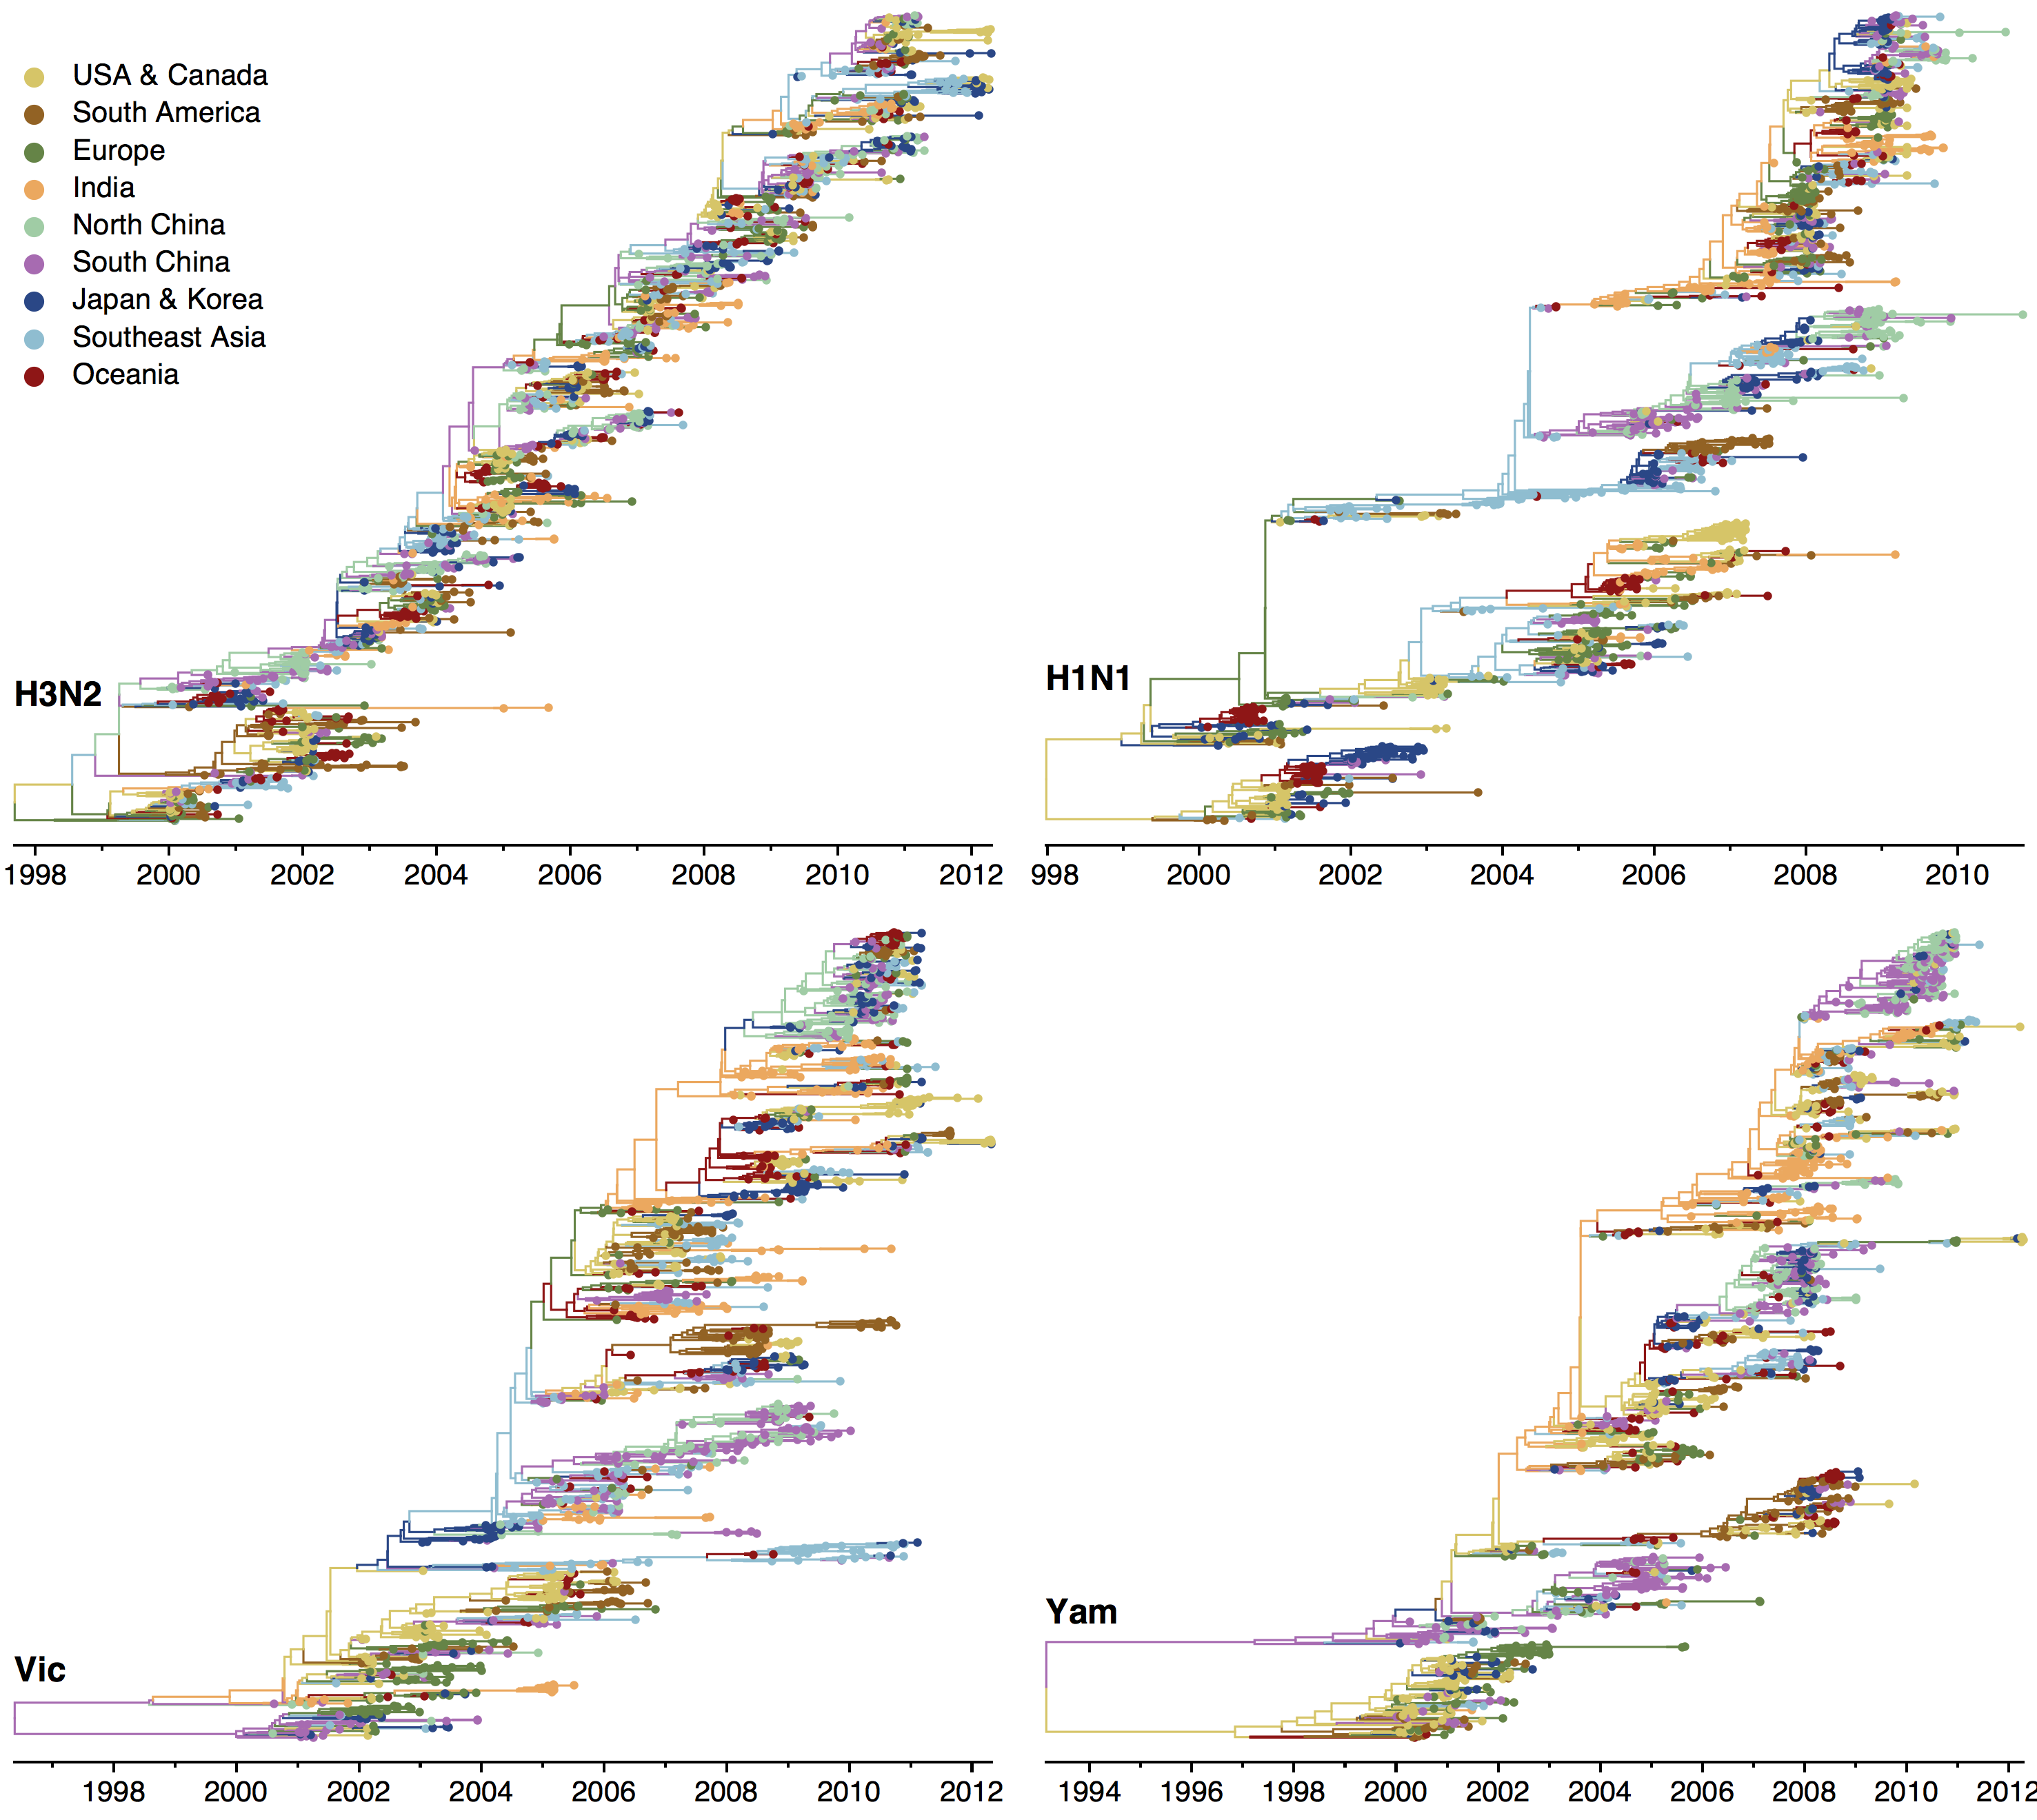 USA & Canada
South America
Europe
India
North China
South China
Japan & Korea
Southeast Asia
Oceania
H3N2
1998 2000 2002 2004 2006 2008 2010 2012
H1N1
998 2000 2002 2004 2006 2008 2010
Vic
1998 2000 2002 2004 2006 2008 2010 2012
Yam
1994 1996 1998 2000 2002 2004 2006 2008 2010 2012